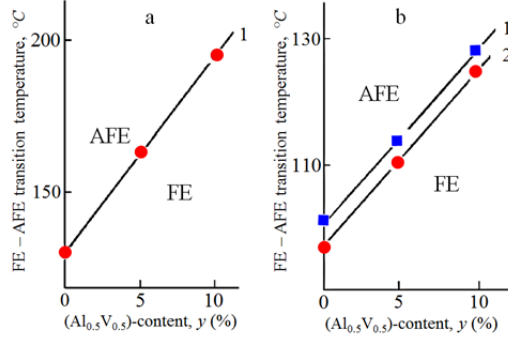 a
FE – AFE transition temperature, °C
200
150
1
AFE
FE
0
5
10
(Al₀.₅V₀.₅)-content, y (%)
b
FE – AFE transition temperature, °C
130
110
1
2
AFE
FE
0
5
10
(Al₀.₅V₀.₅)-content, y (%)